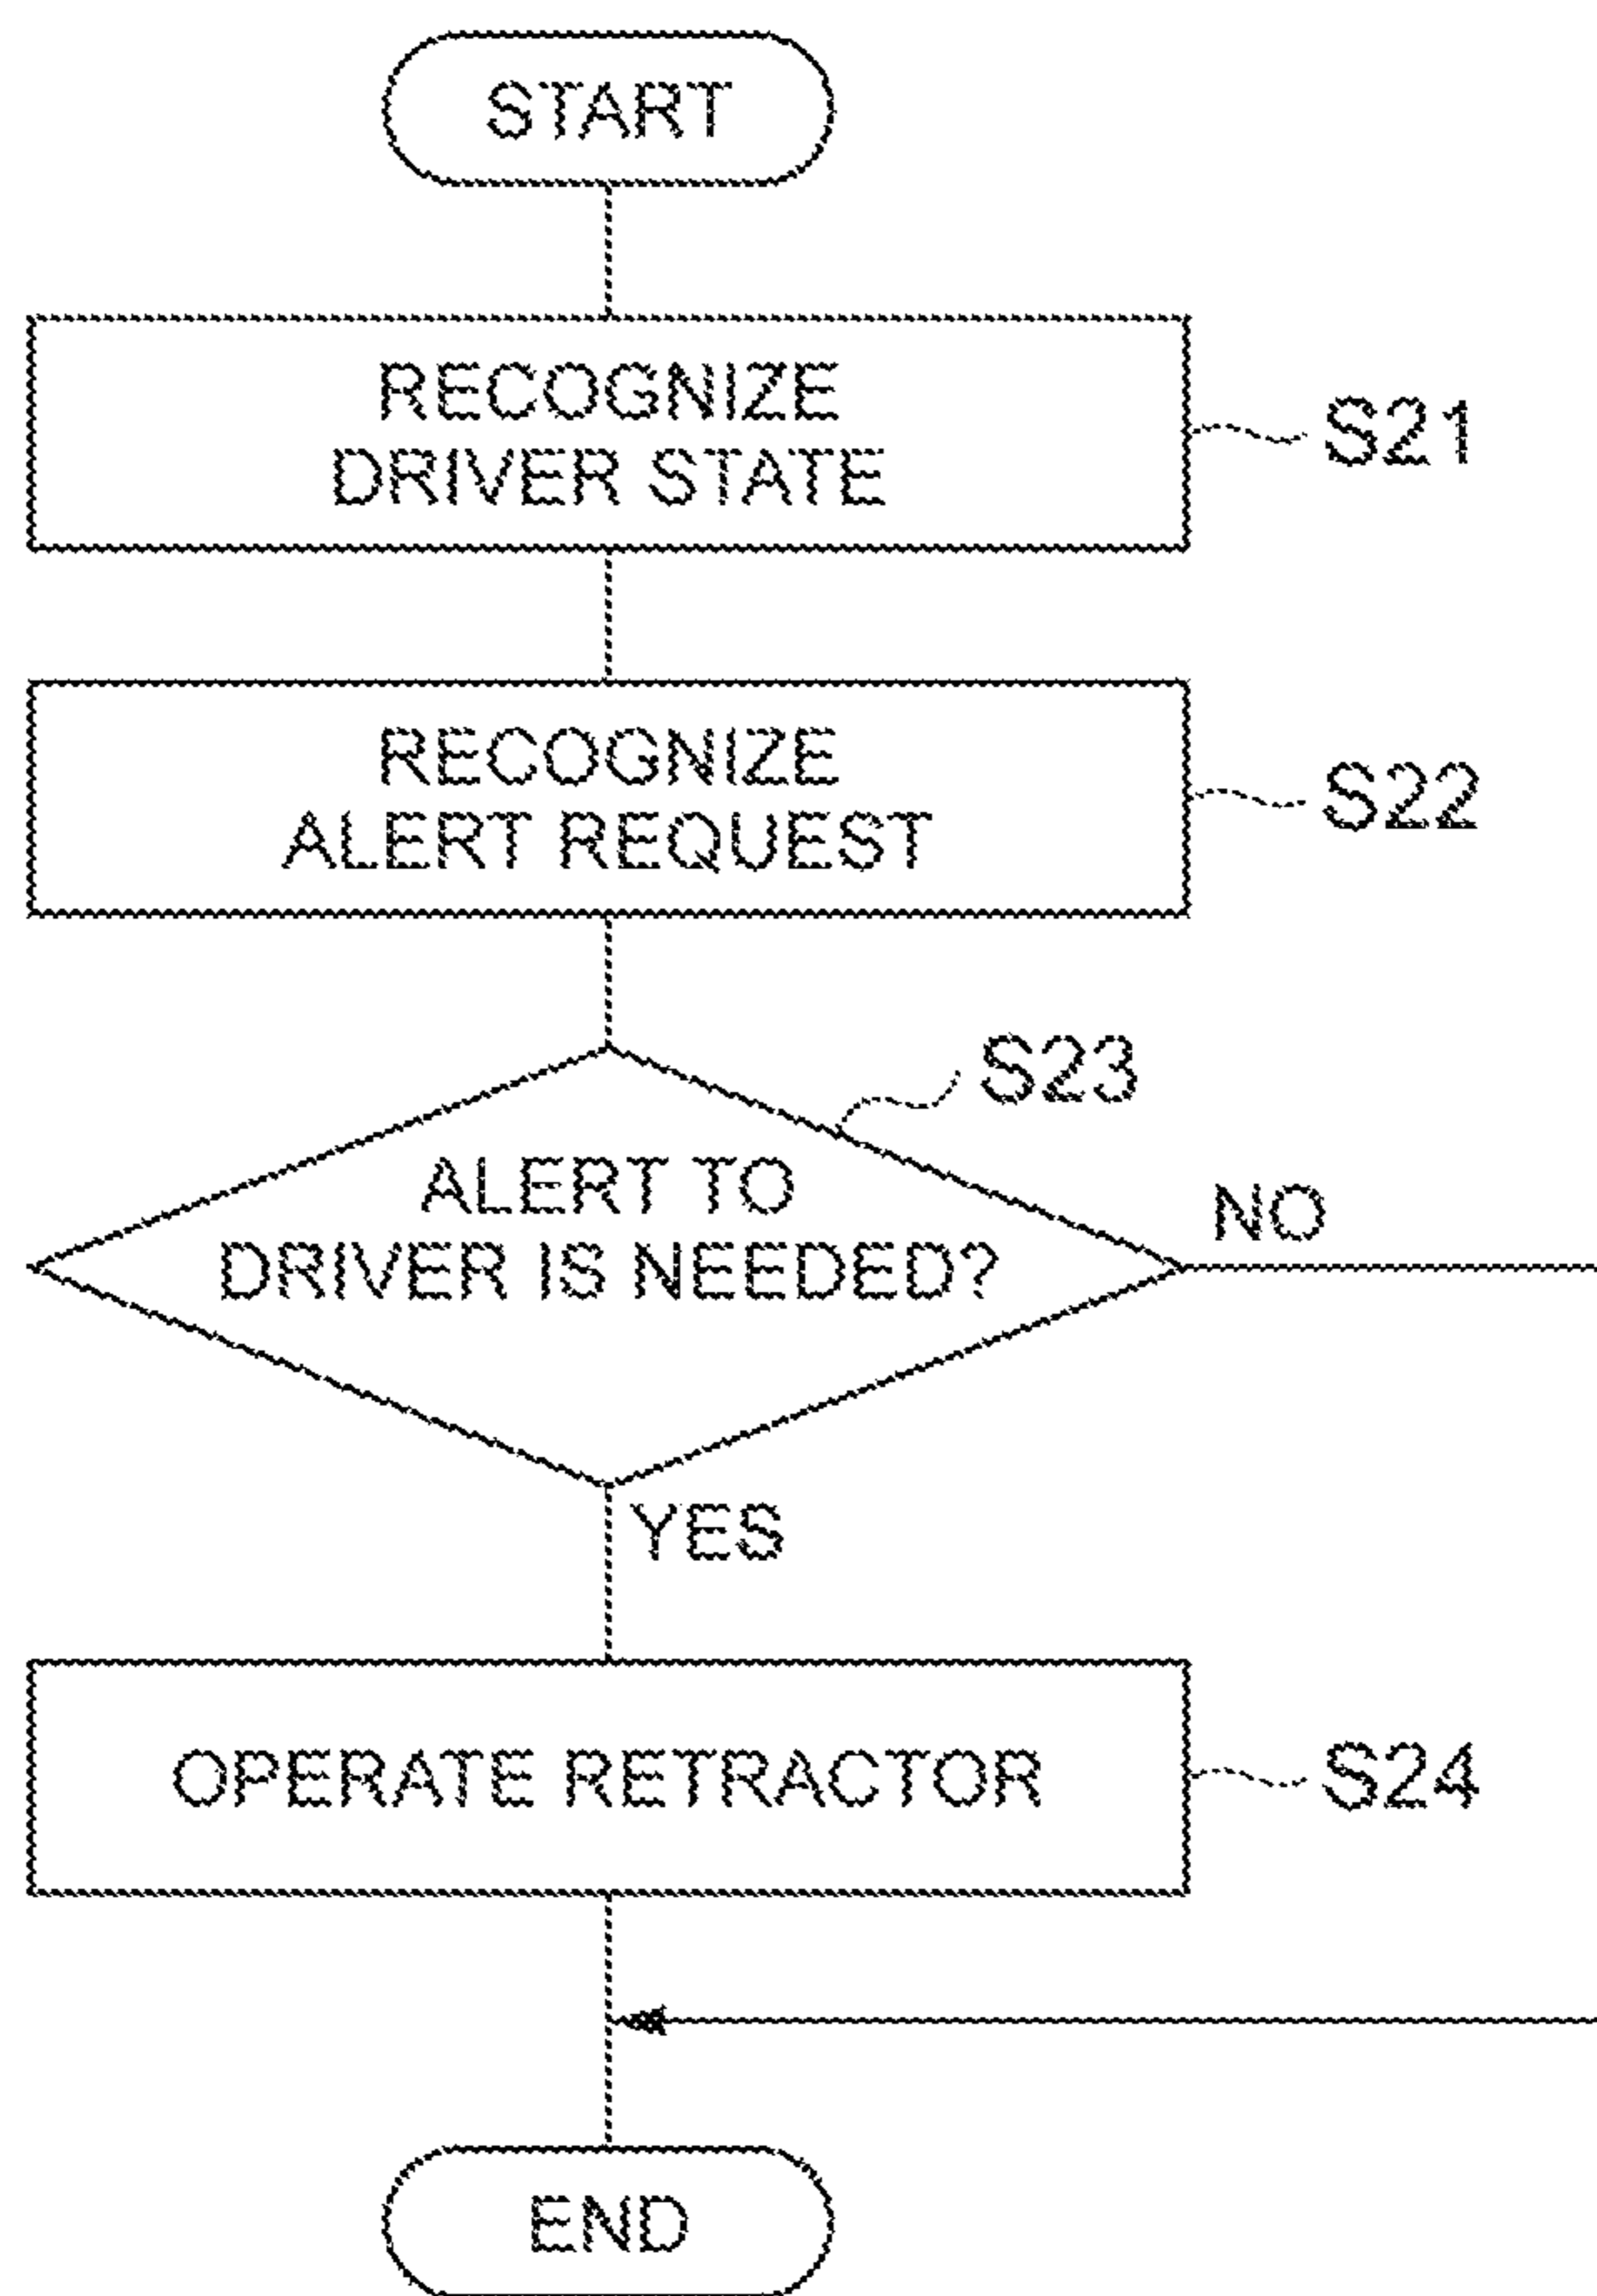 START
RECOGNIZE
DRIVER STATE
S21
RECOGNIZE
ALERT REQUEST
S22
S23
ALERT TO
DRIVER IS NEEDED?
NO
YES
OPERATE RETRACTOR
S24
END